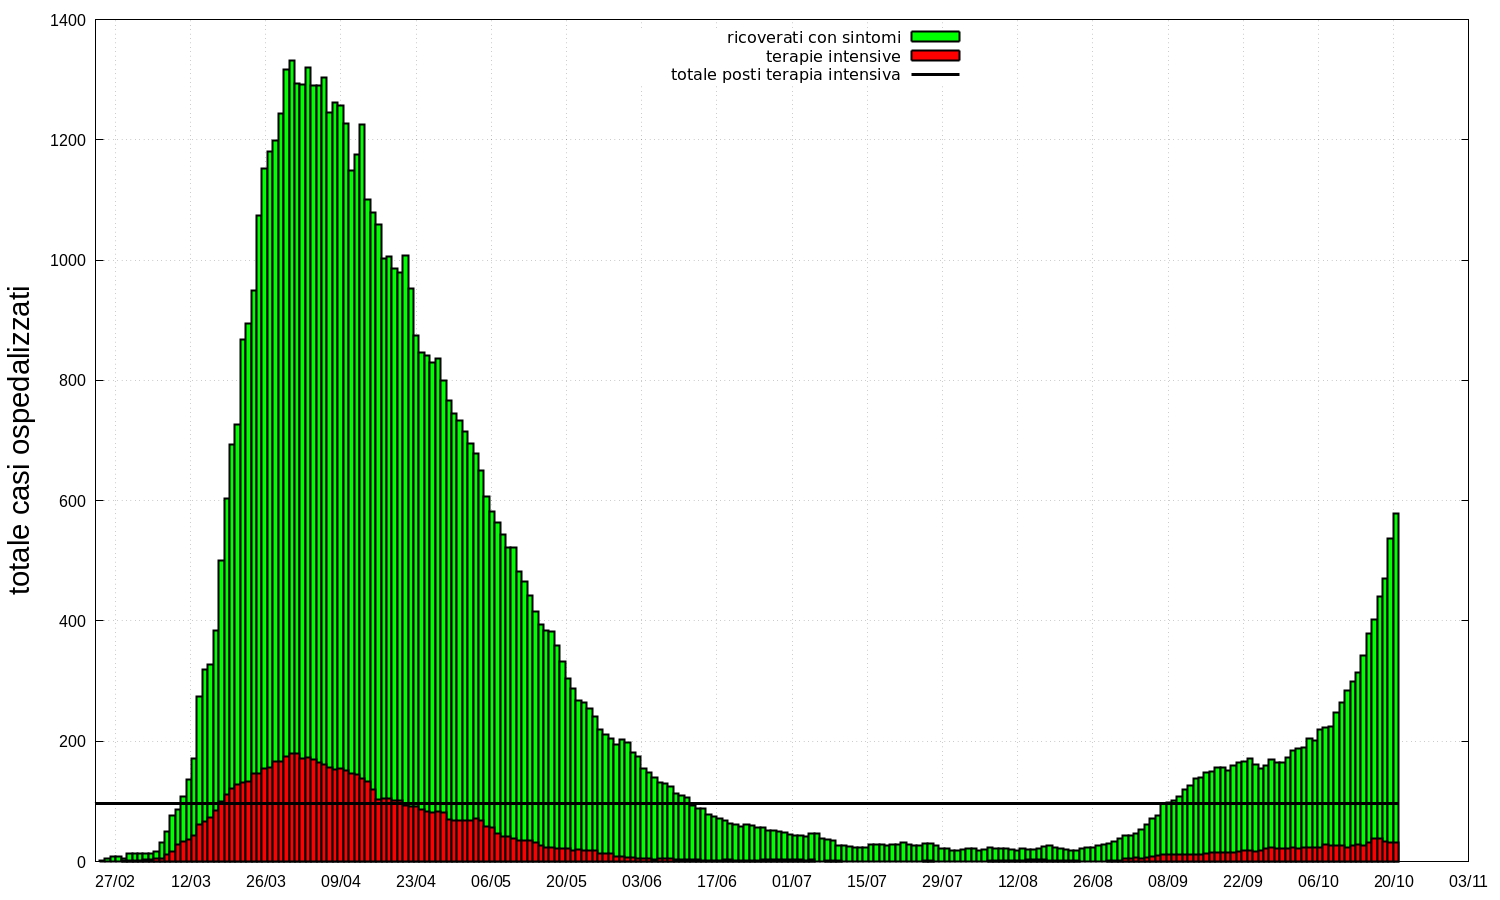 ricoverati con sintomi
terapie intensive
totale posti terapia intensiva
totale casi ospedalizzati
1400
1200
1000
800
600
400
200
0
27/02 12/03 26/03 09/04 23/04 06/05 20/05 03/06 17/06 01/07 15/07 29/07 12/08 26/08 08/09 22/09 06/10 20/10 03/11